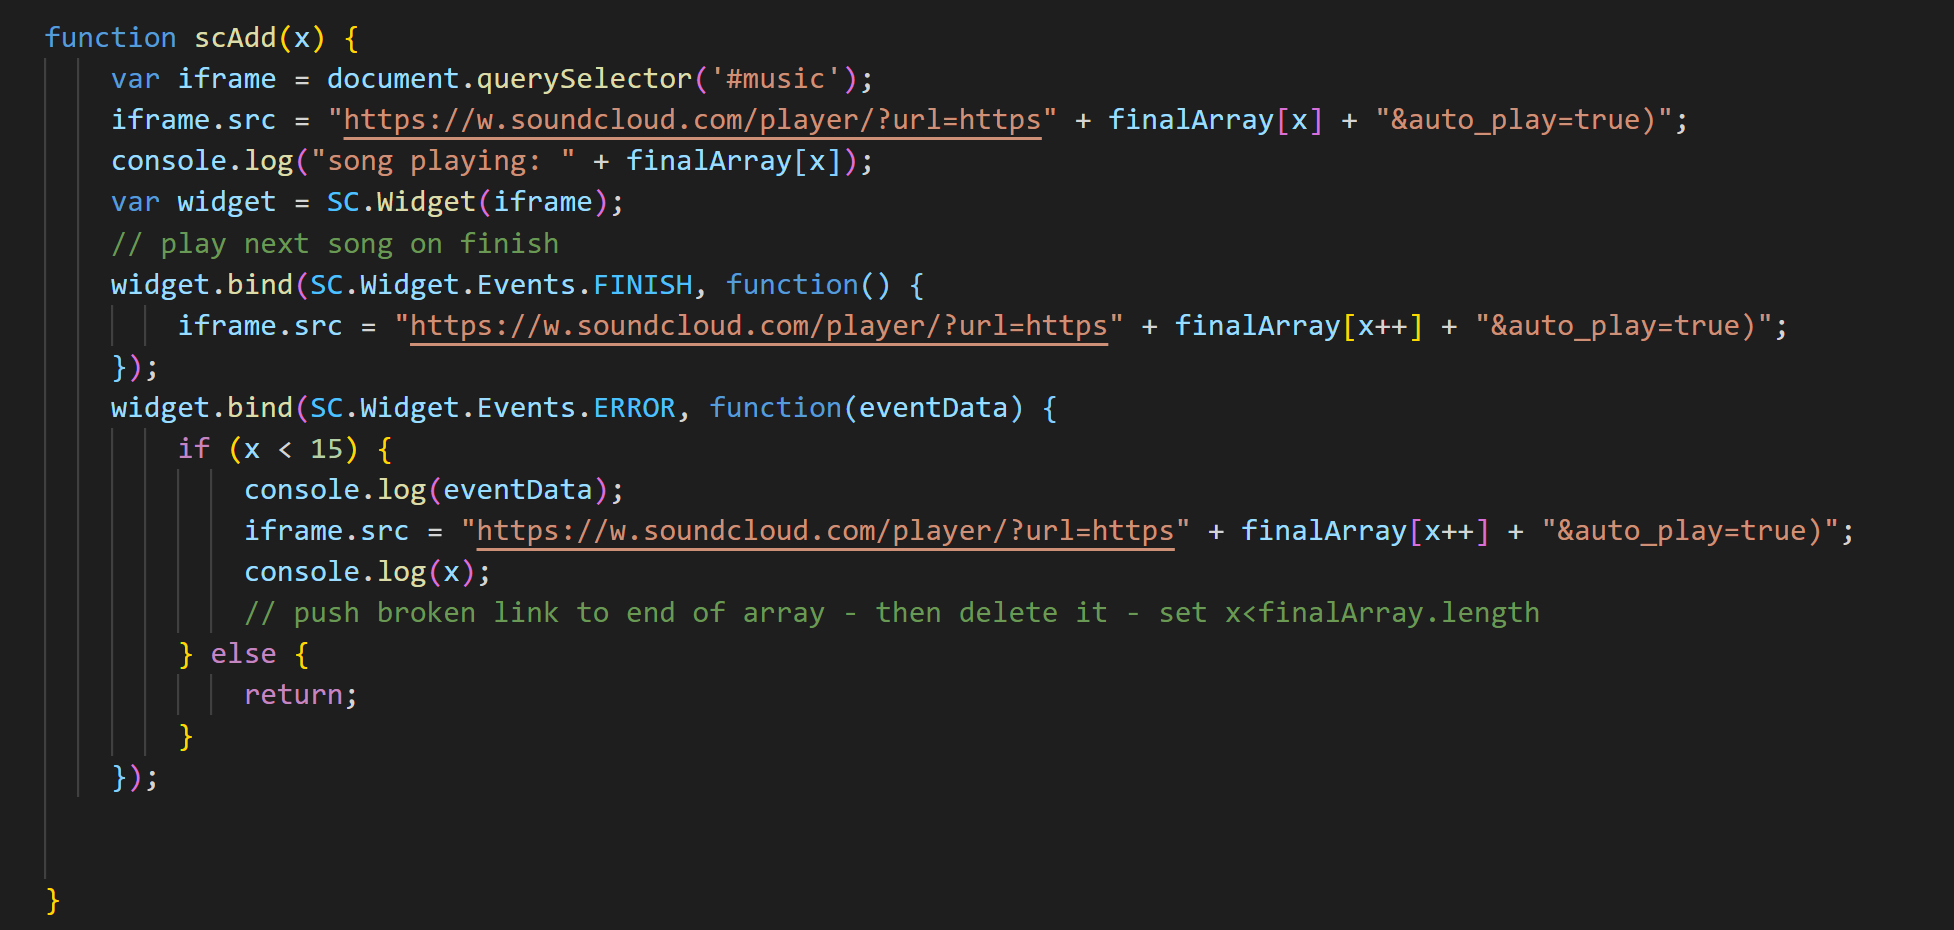 function scAdd(x) {
    var iframe = document.querySelector('#music');
    iframe.src = "https://w.soundcloud.com/player/?url=https" + finalArray[x] + "&auto_play=true)";
    console.log("song playing: " + finalArray[x]);
    var widget = SC.Widget(iframe);
    // play next song on finish
    widget.bind(SC.Widget.Events.FINISH, function() {
        iframe.src = "https://w.soundcloud.com/player/?url=https" + finalArray[x++] + "&auto_play=true)";
    });
    widget.bind(SC.Widget.Events.ERROR, function(eventData) {
        if (x < 15) {
            console.log(eventData);
            iframe.src = "https://w.soundcloud.com/player/?url=https" + finalArray[x++] + "&auto_play=true)";
            console.log(x);
            // push broken link to end of array - then delete it - set x<finalArray.length
        } else {
            return;
        }
    });
}